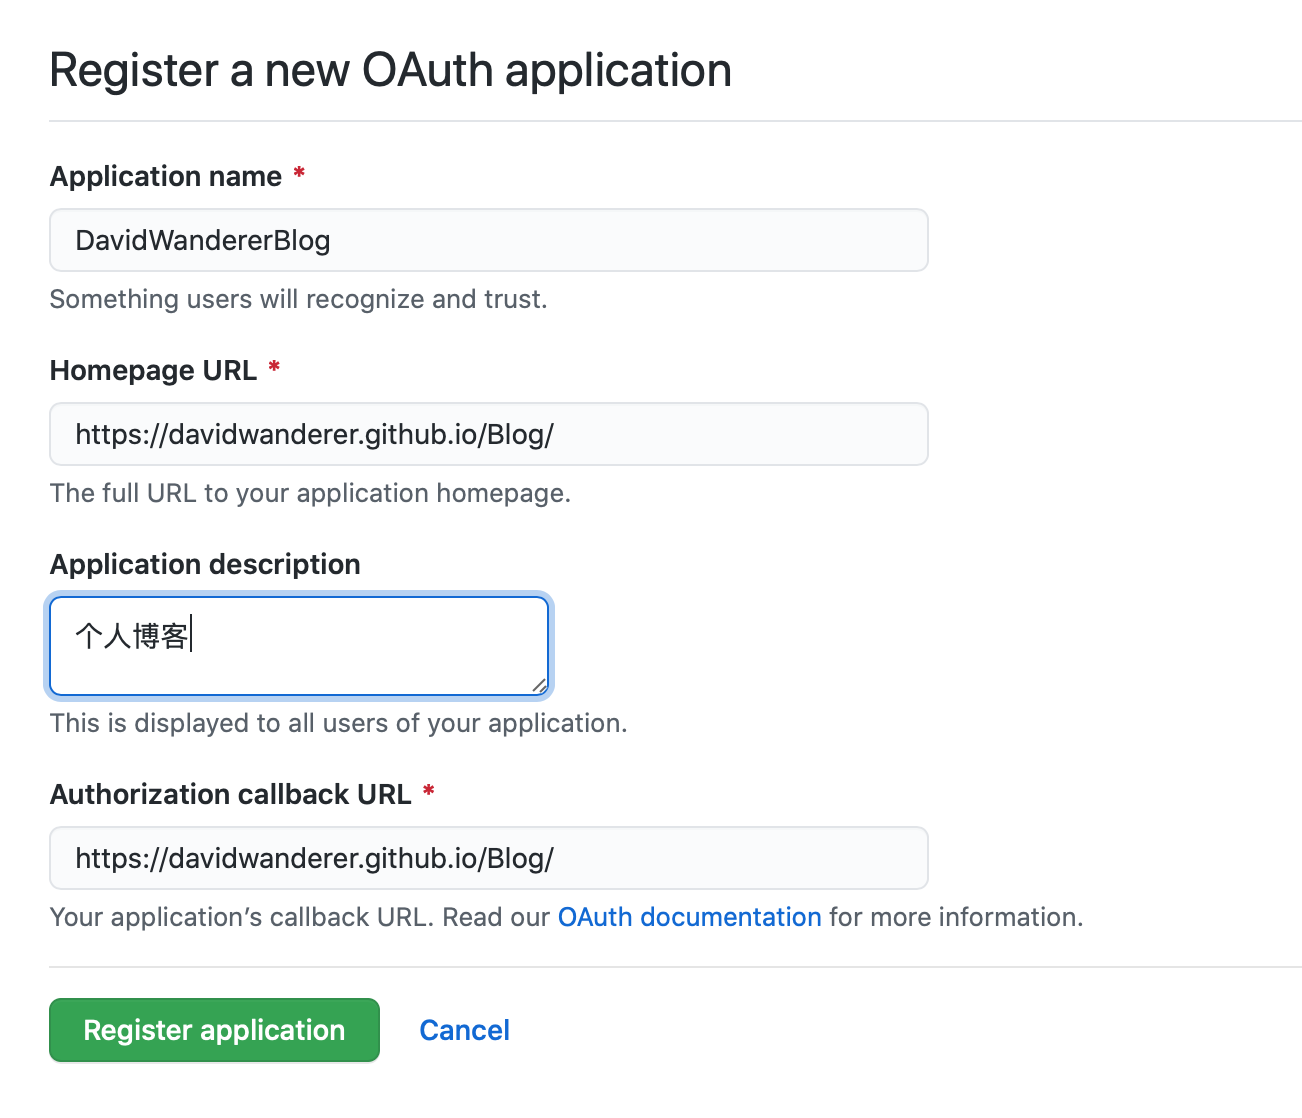 Register a new OAuth application
Application name *
DavidWandererBlog
Something users will recognize and trust.
Homepage URL *
https://davidwanderer.github.io/Blog/
The full URL to your application homepage.
Application description
个人博客
This is displayed to all users of your application.
Authorization callback URL *
https://davidwanderer.github.io/Blog/
Your application’s callback URL. Read our OAuth documentation for more information.
Register application Cancel